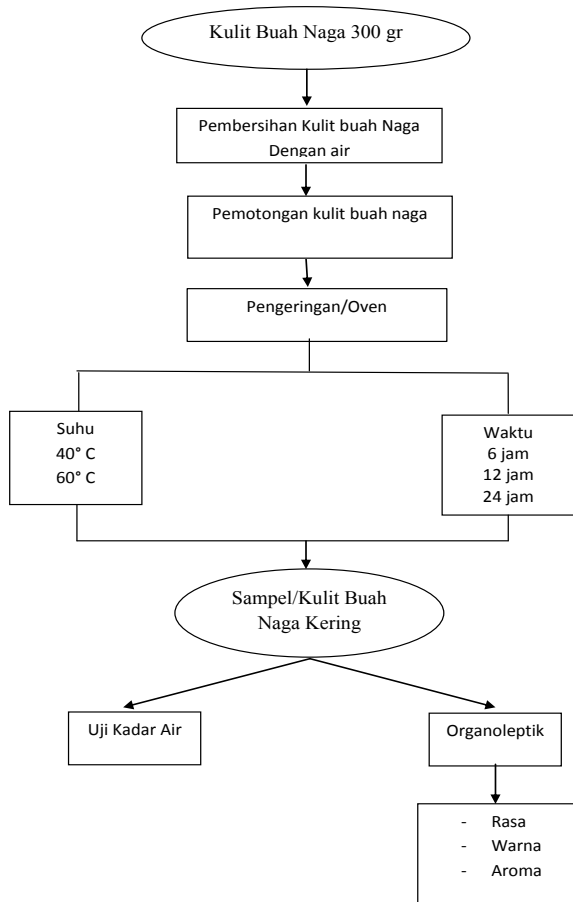 Kulit Buah Naga 300 gr
Pembersihan Kulit buah Naga
Dengan air
Pemotongan kulit buah naga
Pengeringan/Oven
Suhu
40° C
60° C
Waktu
6 jam
12 jam
24 jam
Sampel/Kulit Buah
Naga Kering
Uji Kadar Air
Organoleptik
- Rasa
- Warna
- Aroma